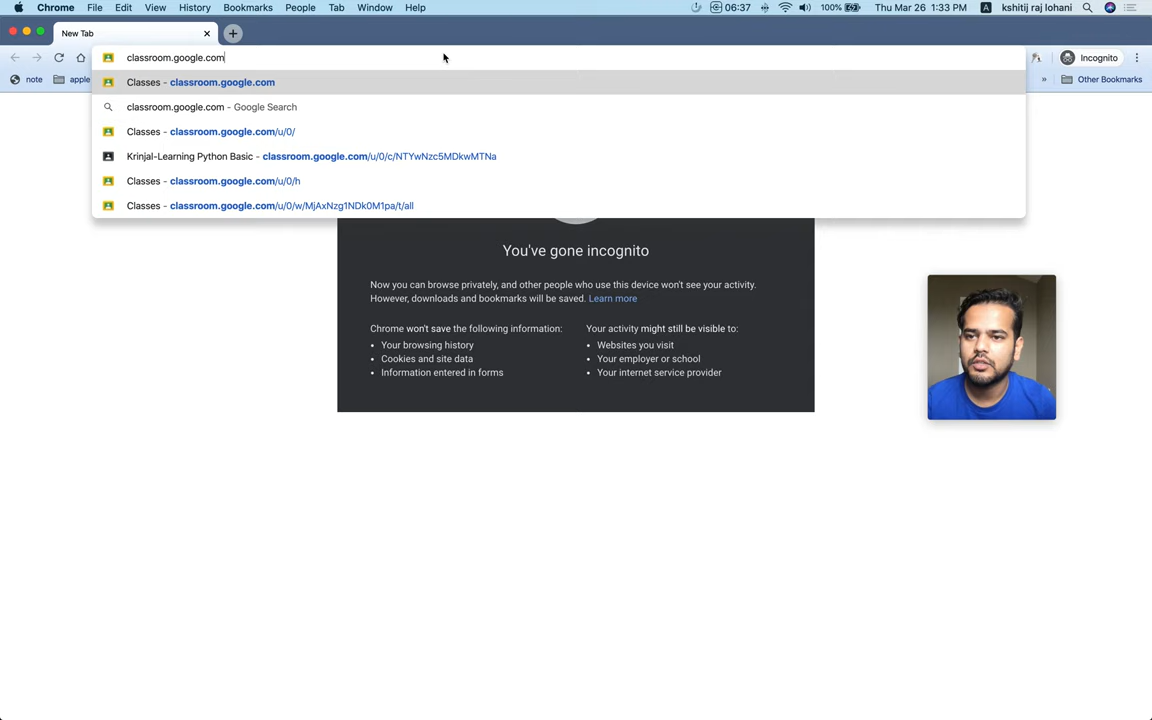 Chrome File Edit View History Bookmarks People Tab Window Help 06:37 100% Thu Mar 26 1:33 PM A kshitij raj lohani
New Tab
classroom.google.com Incognito
note apple » Other Bookmarks
Classes - classroom.google.com
classroom.google.com - Google Search
Classes - classroom.google.com/u/0/
Krinjal-Learning Python Basic - classroom.google.com/u/0/c/NTYwNzc5MDkwMTNa
Classes - classroom.google.com/u/0/h
Classes - classroom.google.com/u/0/w/MjAxNzg1NDk0M1pa/t/all
You've gone incognito
Now you can browse privately, and other people who use this device won't see your activity.
However, downloads and bookmarks will be saved. Learn more
Chrome won't save the following information:
• Your browsing history
• Cookies and site data
• Information entered in forms
Your activity might still be visible to:
• Websites you visit
• Your employer or school
• Your internet service provider